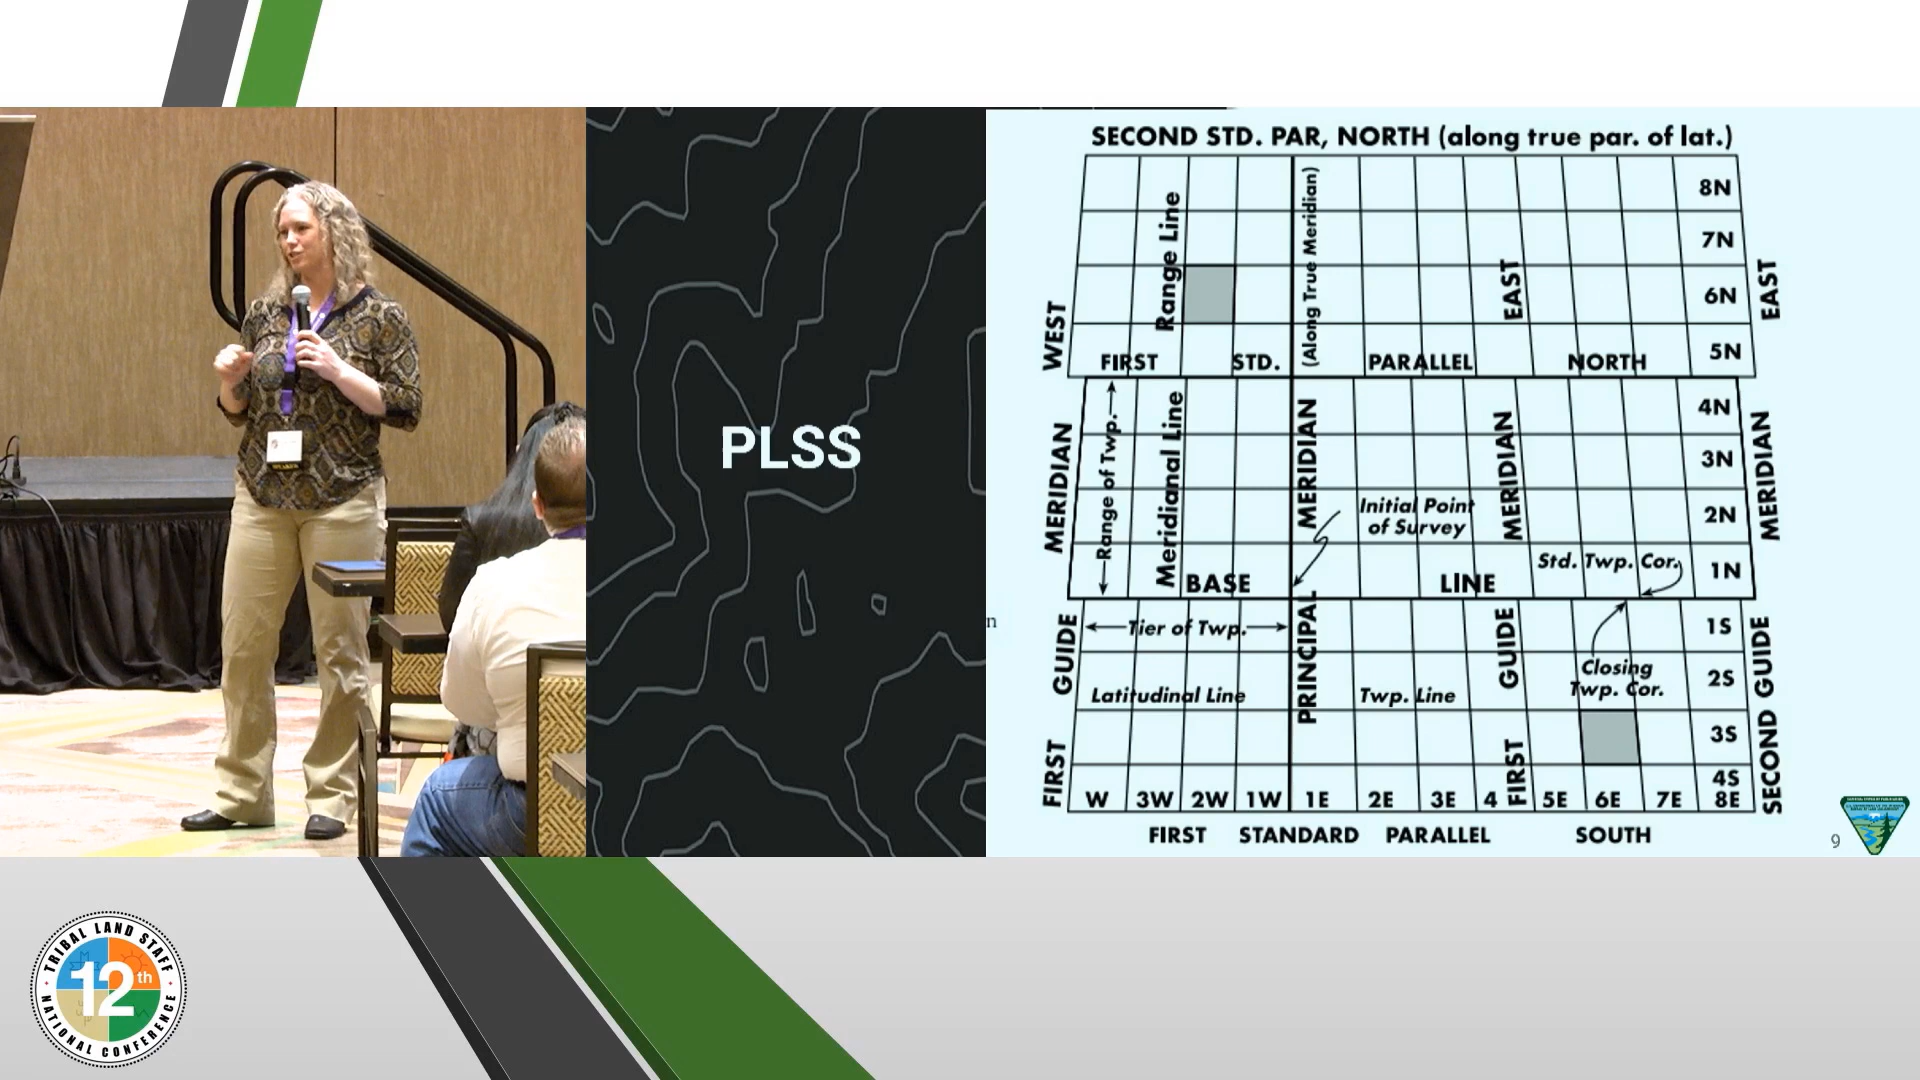 PLSS
SECOND STD. PAR, NORTH (along true par. of lat.)
8N
7N
6N
5N
Range Line
(Along True Meridian)
EAST
WEST
EAST
FIRST STD. PARALLEL NORTH
4N
3N
2N
1N
Range of Twp.
Meridianal Line
MERIDIAN
MERIDIAN
MERIDIAN
MERIDIAN
Initial Point
of Survey
Std. Twp. Cor.
BASE LINE
n
1S
2S
3S
4S
Tier of Twp.
PRINCIPAL
GUIDE
GUIDE
SECOND GUIDE
Closing
Twp. Cor.
Latitudinal Line
Twp. Line
FIRST
FIRST
W 3W 2W 1W 1E 2E 3E 4 5E 6E 7E 8E
FIRST STANDARD PARALLEL SOUTH
9
TRIBAL LAND STAFF
12th
NATIONAL CONFERENCE